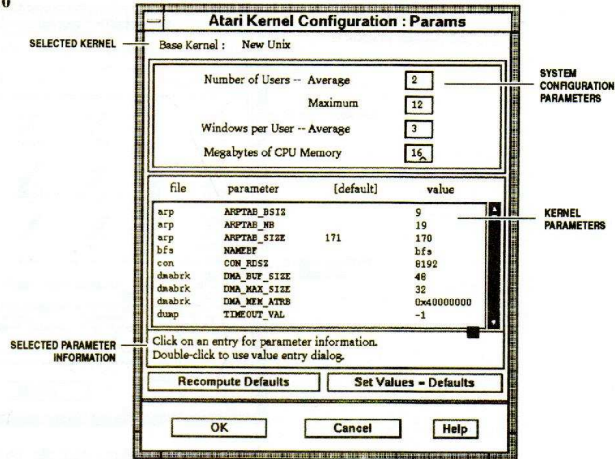 0
Atari Kernel Configuration : Params
SELECTED KERNEL
Base Kernel : New Unix
Number of Users -- Average 2
Maximum 12
Windows per User -- Average 3
Megabytes of CPU Memory 16
SYSTEM
CONFIGURATION
PARAMETERS
file parameter [default] value
arp ARPTAB_BSIZ 9
arp ARPTAB_NB 19
arp ARPTAB_SIZE 171 170
bfs NAMEBF bfs
con CON_RDSZ 8192
dmabrk DMA_BUF_SIZE 48
dmabrk DMA_MAX_SIZE 32
dmabrk DMA_MEM_ATRB 0x40000000
dump TIMEOUT_VAL -1
KERNEL
PARAMETERS
SELECTED PARAMETER
INFORMATION
Click on an entry for parameter information.
Double-click to use value entry dialog.
Recompute Defaults Set Values = Defaults
OK Cancel Help